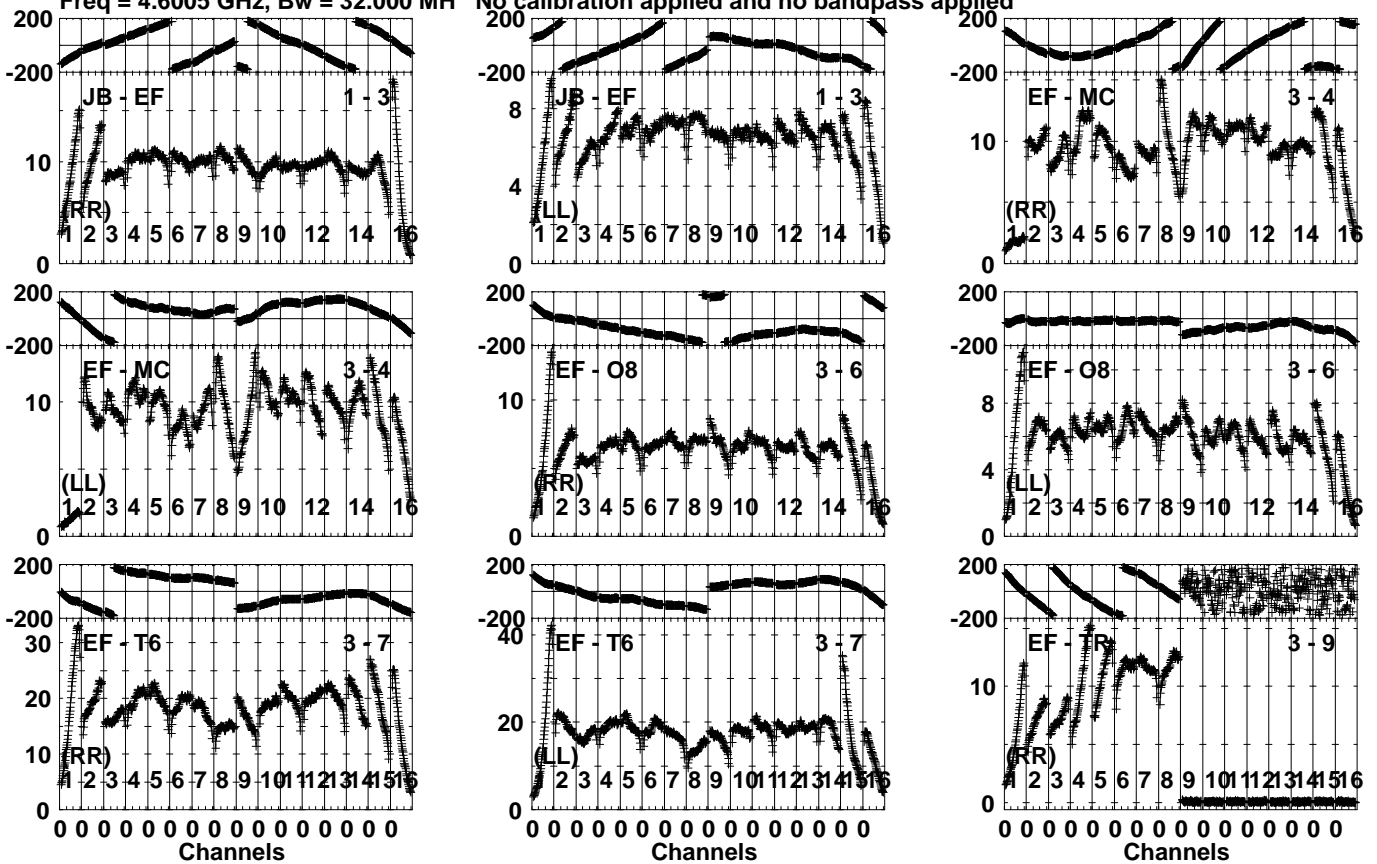 Freq = 4.6005 GHz, Bw = 32.000 MH No calibration applied and no bandpass applied
200 200 200
-200 -200 -200
JB - EF 1 - 3 JB - EF 1 - 3 EF - MC 3 - 4
10 8 10
4
(RR) (LL) (RR)
1 2 3 4 5 6 7 8 9 10 12 14 16 1 2 3 4 5 6 7 8 9 10 12 14 16 1 2 3 4 5 6 7 8 9 10 12 14 16
0 0 0
200 200 200
-200 -200 -200
EF - MC 3 - 4 EF - O8 3 - 6 EF - O8 3 - 6
10 10 8
4
(LL) (RR) (LL)
1 2 3 4 5 6 7 8 9 10 12 14 16 1 2 3 4 5 6 7 8 9 10 12 14 16 1 2 3 4 5 6 7 8 9 10 12 14 16
0 0 0
200 200 200
-200 -200 -200
EF - T6 3 - 7 EF - T6 3 - 7 EF - TR 3 - 9
30 40
20 20 10
10
(RR) (LL) (RR)
1 2 3 4 5 6 7 8 9 10 11 12 13 14 15 16 1 2 3 4 5 6 7 8 9 10 11 12 13 14 15 16 1 2 3 4 5 6 7 8 9 10 11 12 13 14 15 16
0 0 0
0 0 0 0 0 0 0 0 0 0 0 0 0 0 0 0 0 0 0 0 0 0 0 0 0 0 0 0 0 0 0 0 0 0 0 0 0 0 0 0 0 0 0 0 0 0 0 0
Channels Channels Channels